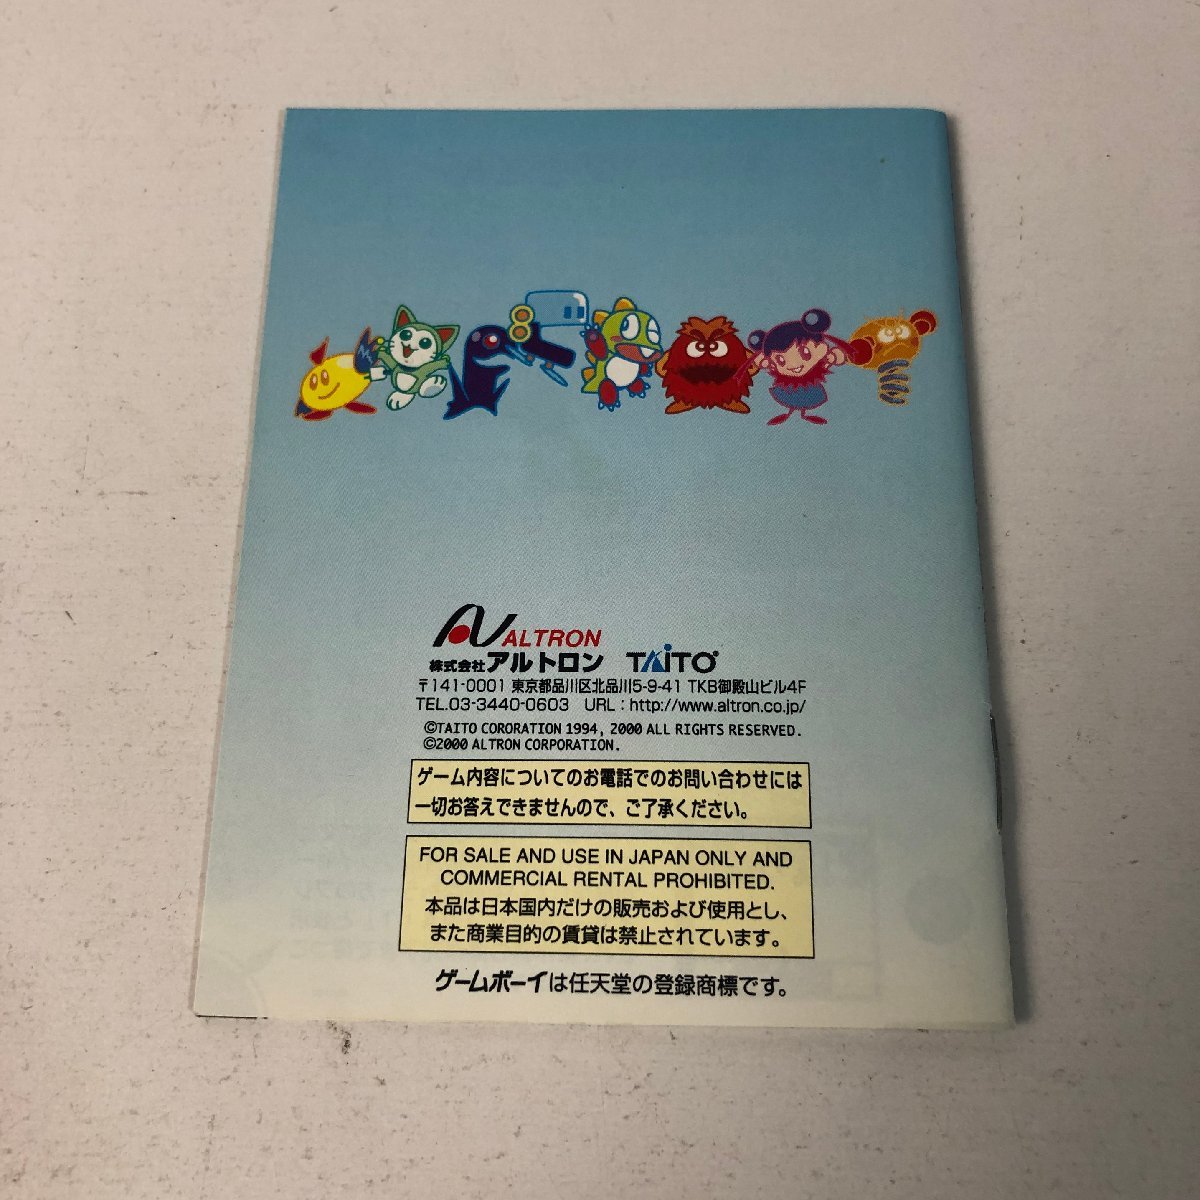 ALTRON
株式会社アルトロン TAITO
〒141-0001 東京都品川区北品川5-9-41 TKB御殿山ビル4F
TEL.03-3440-0603 URL：http://www.altron.co.jp/
©TAITO CORORATION 1994, 2000 ALL RIGHTS RESERVED.
©2000 ALTRON CORPORATION.
ゲーム内容についてのお電話でのお問い合わせには
一切お答えできませんので、ご了承ください。
FOR SALE AND USE IN JAPAN ONLY AND
COMMERCIAL RENTAL PROHIBITED.
本品は日本国内だけの販売および使用とし、
また商業目的の賃貸は禁止されています。
ゲームボーイは任天堂の登録商標です。